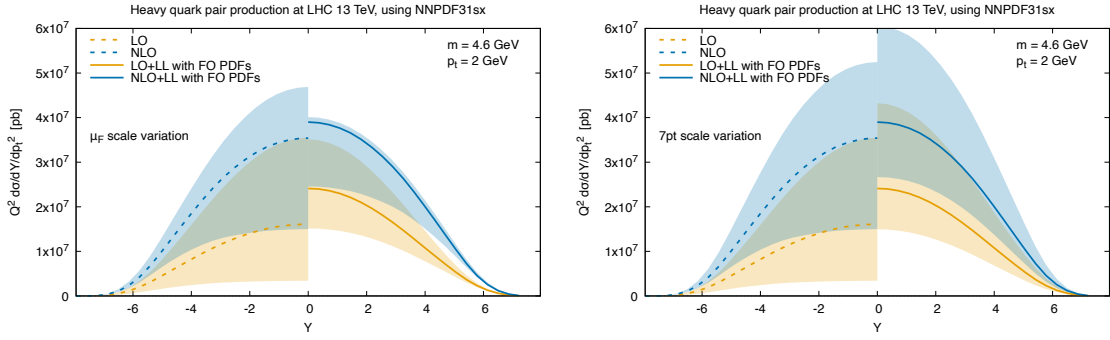 Heavy quark pair production at LHC 13 TeV, using NNPDF31sx
Q² dσ/dY/dpₜ² [pb]
6x10⁷
5x10⁷
4x10⁷
3x10⁷
2x10⁷
1x10⁷
0
LO
NLO
LO+LL with FO PDFs
NLO+LL with FO PDFs
m = 4.6 GeV
pₜ = 2 GeV
μF scale variation
-6 -4 -2 0 2 4 6
Y
Heavy quark pair production at LHC 13 TeV, using NNPDF31sx
Q² dσ/dY/dpₜ² [pb]
6x10⁷
5x10⁷
4x10⁷
3x10⁷
2x10⁷
1x10⁷
0
LO
NLO
LO+LL with FO PDFs
NLO+LL with FO PDFs
m = 4.6 GeV
pₜ = 2 GeV
7pt scale variation
-6 -4 -2 0 2 4 6
Y